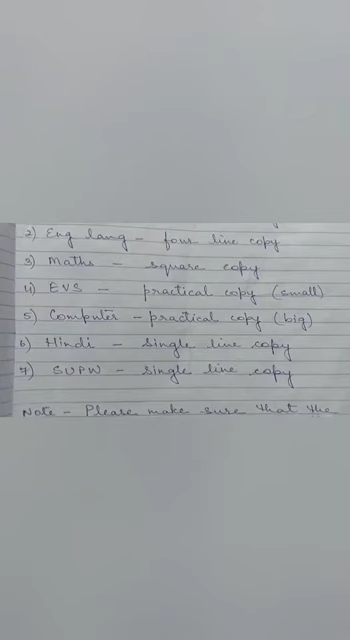 2) Eng lang - four line copy
3) Maths - square copy
4) EVS - practical copy (small)
5) Computer - practical copy (big)
6) Hindi - Single line copy
7) SUPW - single line copy
Note - Please make sure that the